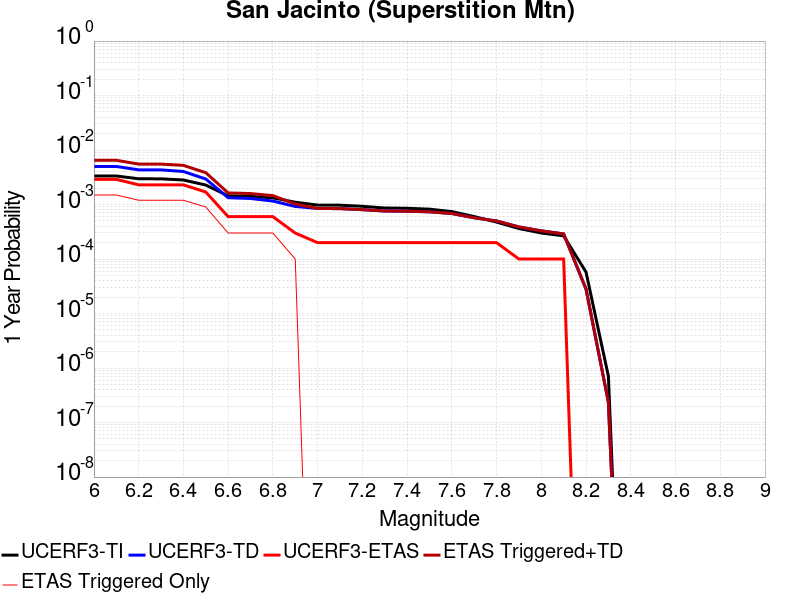 San Jacinto (Superstition Mtn)
10^0
10^-1
10^-2
10^-3
10^-4
10^-5
10^-6
10^-7
10^-8
1 Year Probability
6 6.2 6.4 6.6 6.8 7 7.2 7.4 7.6 7.8 8 8.2 8.4 8.6 8.8 9
Magnitude
UCERF3-TI UCERF3-TD UCERF3-ETAS ETAS Triggered+TD
ETAS Triggered Only